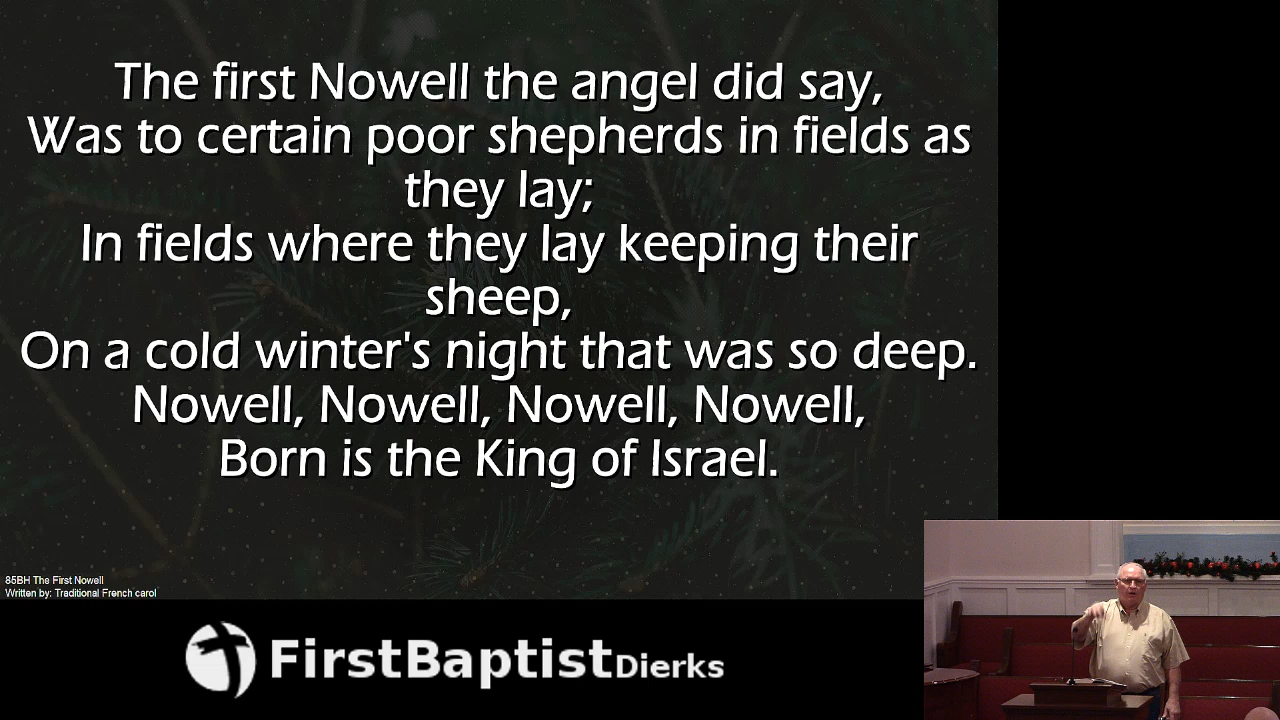 The first Nowell the angel did say,
Was to certain poor shepherds in fields as
they lay;
In fields where they lay keeping their
sheep,
On a cold winter's night that was so deep.
Nowell, Nowell, Nowell, Nowell,
Born is the King of Israel.
85BH The First Nowell
Written by: Traditional French carol
FirstBaptistDierks